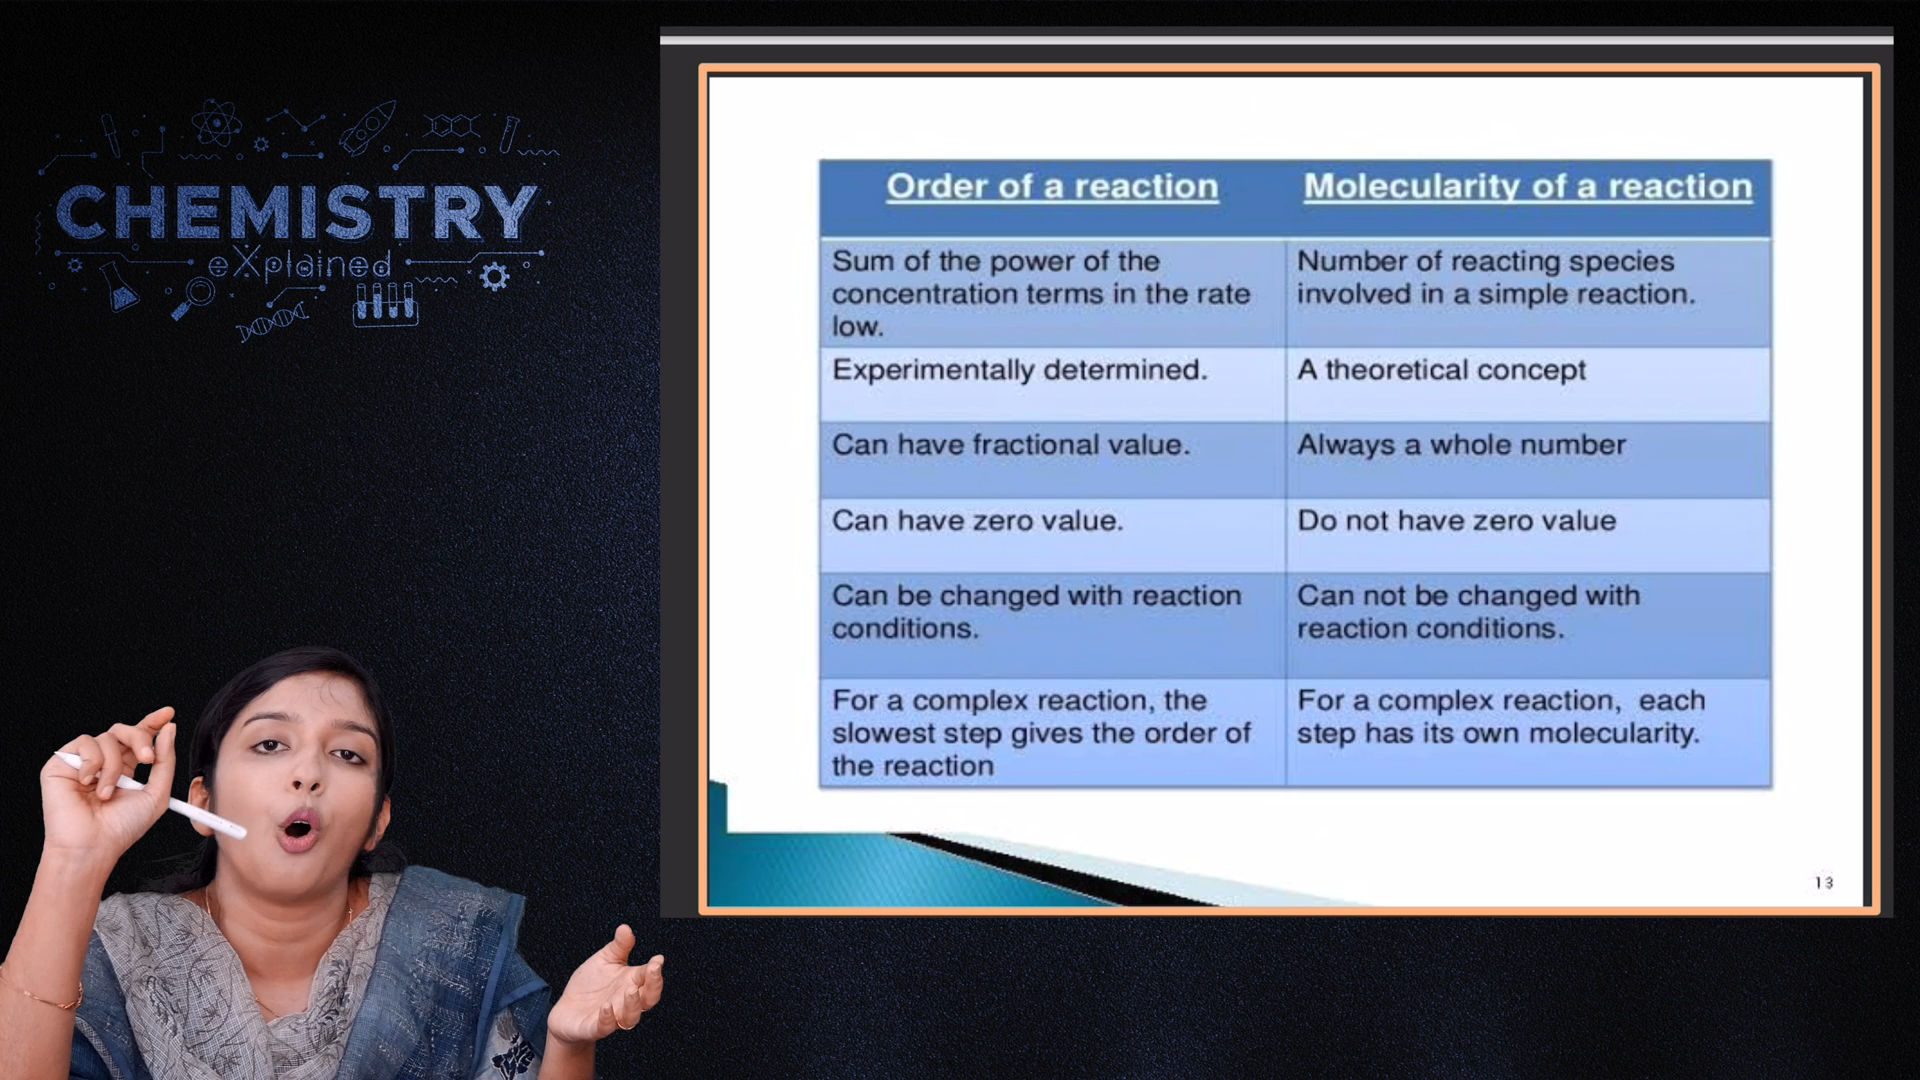 CHEMISTRY
eXplained
Order of a reaction
Molecularity of a reaction
Sum of the power of the
concentration terms in the rate
low.
Number of reacting species
involved in a simple reaction.
Experimentally determined.
A theoretical concept
Can have fractional value.
Always a whole number
Can have zero value.
Do not have zero value
Can be changed with reaction
conditions.
Can not be changed with
reaction conditions.
For a complex reaction, the
slowest step gives the order of
the reaction
For a complex reaction, each
step has its own molecularity.
13